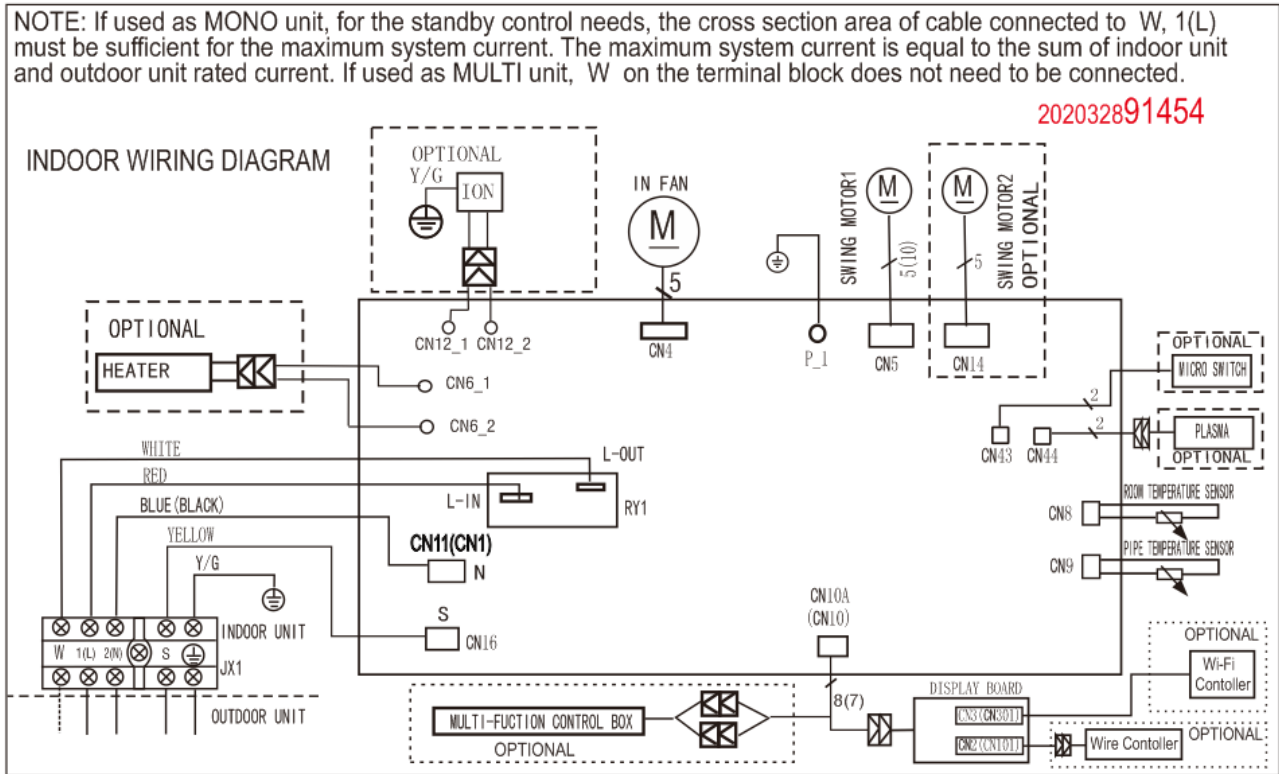 NOTE: If used as MONO unit, for the standby control needs, the cross section area of cable connected to W, 1(L)
must be sufficient for the maximum system current. The maximum system current is equal to the sum of indoor unit
and outdoor unit rated current. If used as MULTI unit, W on the terminal block does not need to be connected.
202032891454
INDOOR WIRING DIAGRAM
OPTIONAL
Y/G
ION
IN FAN
M
5
SWING MOTOR1
M
5(10)
M
5
SWING MOTOR2
OPTIONAL
OPTIONAL
HEATER
CN12_1
CN12_2
CN4
P_1
CN5
CN14
CN6_1
CN6_2
OPTIONAL
MICRO SWITCH
2
2
PLASMA
OPTIONAL
CN43
CN44
WHITE
RED
BLUE(BLACK)
YELLOW
Y/G
L-OUT
L-IN
RY1
CN11(CN1)
N
S
CN16
CN8
ROOM TEMPERATURE SENSOR
CN9
PIPE TEMPERATURE SENSOR
CN10A
(CN10)
8(7)
INDOOR UNIT
W 1(L) 2(N) S
JX1
OUTDOOR UNIT
MULTI-FUCTION CONTROL BOX
OPTIONAL
DISPLAY BOARD
CN3(CN301)
CN2(CN101)
OPTIONAL
Wi-Fi
Contoller
OPTIONAL
Wire Contoller